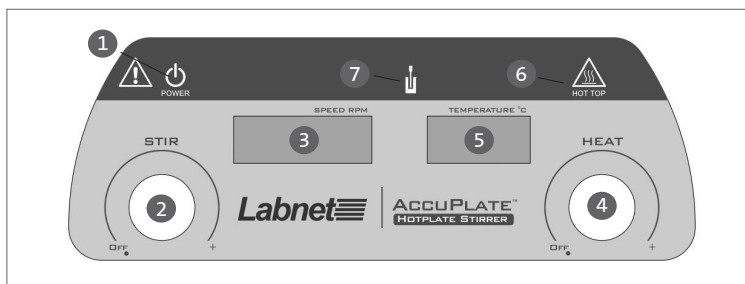 1
7
6
POWER
HOT TOP
SPEED RPM
TEMPERATURE °C
3
5
STIR
HEAT
2
4
Labnet
ACCUPLATE™
HOTPLATE STIRRER
OFF
+
OFF
+